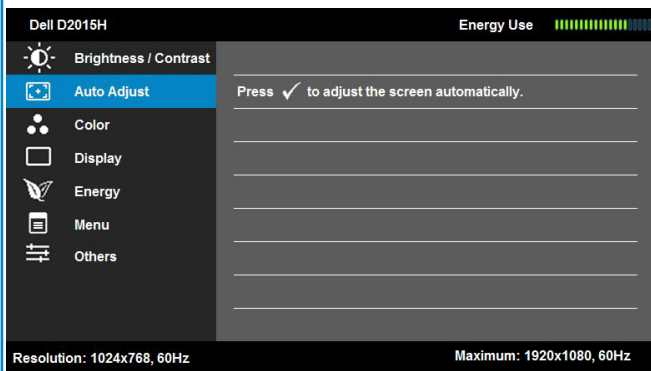 Dell D2015H Energy Use
Brightness / Contrast
Auto Adjust Press ✓ to adjust the screen automatically.
Color
Display
Energy
Menu
Others
Resolution: 1024x768, 60Hz Maximum: 1920x1080, 60Hz